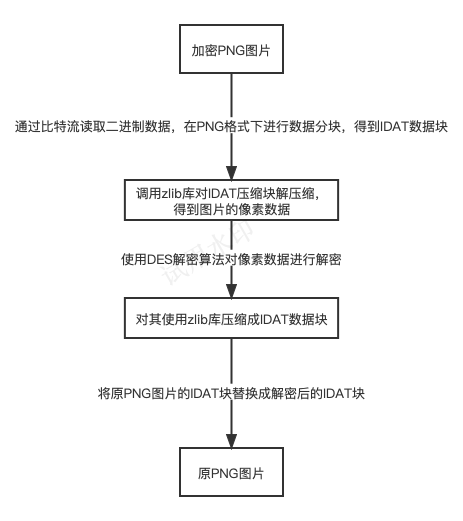 加密PNG图片
通过比特流读取二进制数据，在PNG格式下进行数据分块，得到IDAT数据块
调用zlib库对IDAT压缩块解压缩，
得到图片的像素数据
使用DES解密算法对像素数据进行解密
对其使用zlib库压缩成IDAT数据块
将原PNG图片的IDAT块替换成解密后的IDAT块
原PNG图片